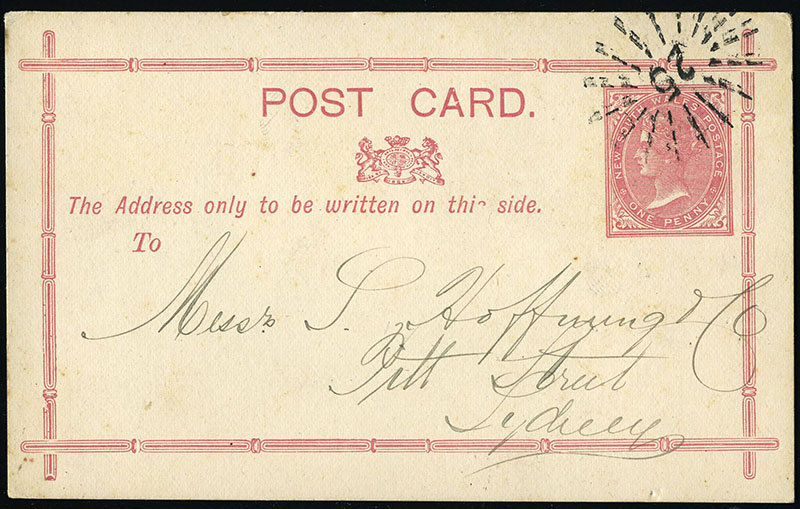 POST CARD.
NEW SOUTH WALES POSTAGE
ONE PENNY
The Address only to be written on this side.
To
Messrs S. Hoffnung & C
Pitt Street
Sydney